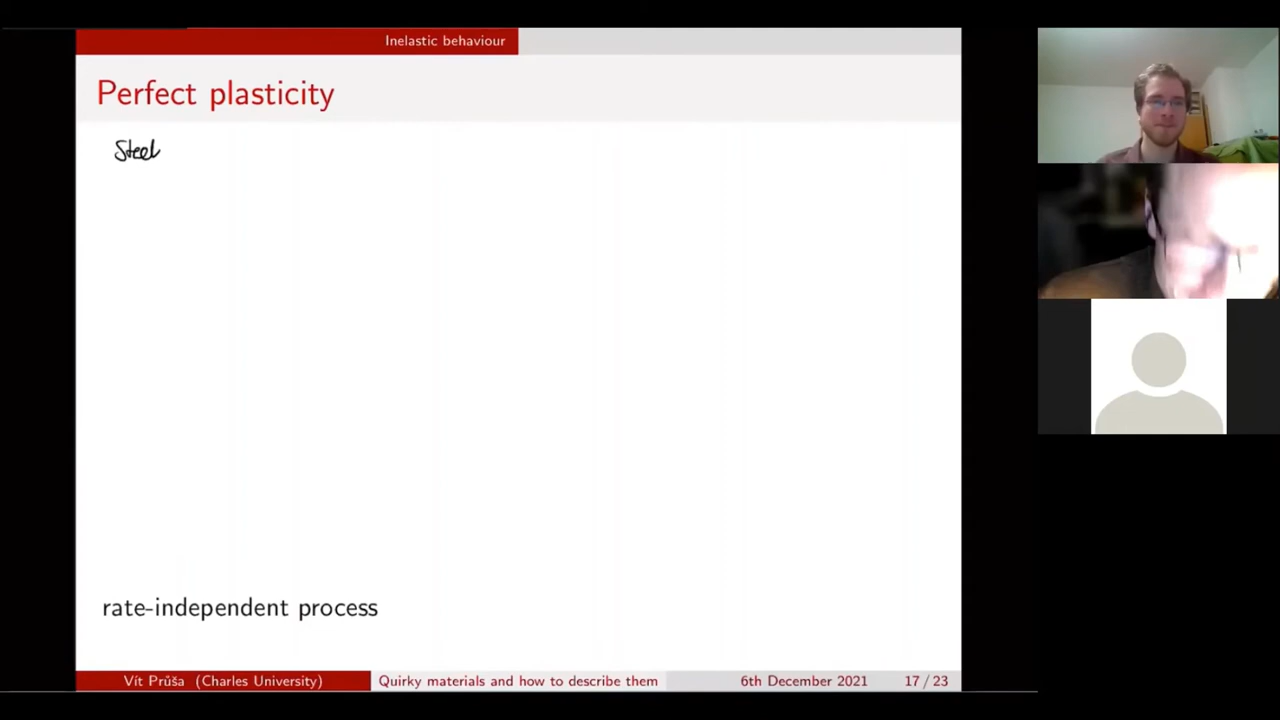 Inelastic behaviour
Perfect plasticity
Steel
rate-independent process
Vít Průša (Charles University) Quirky materials and how to describe them 6th December 2021 17 / 23